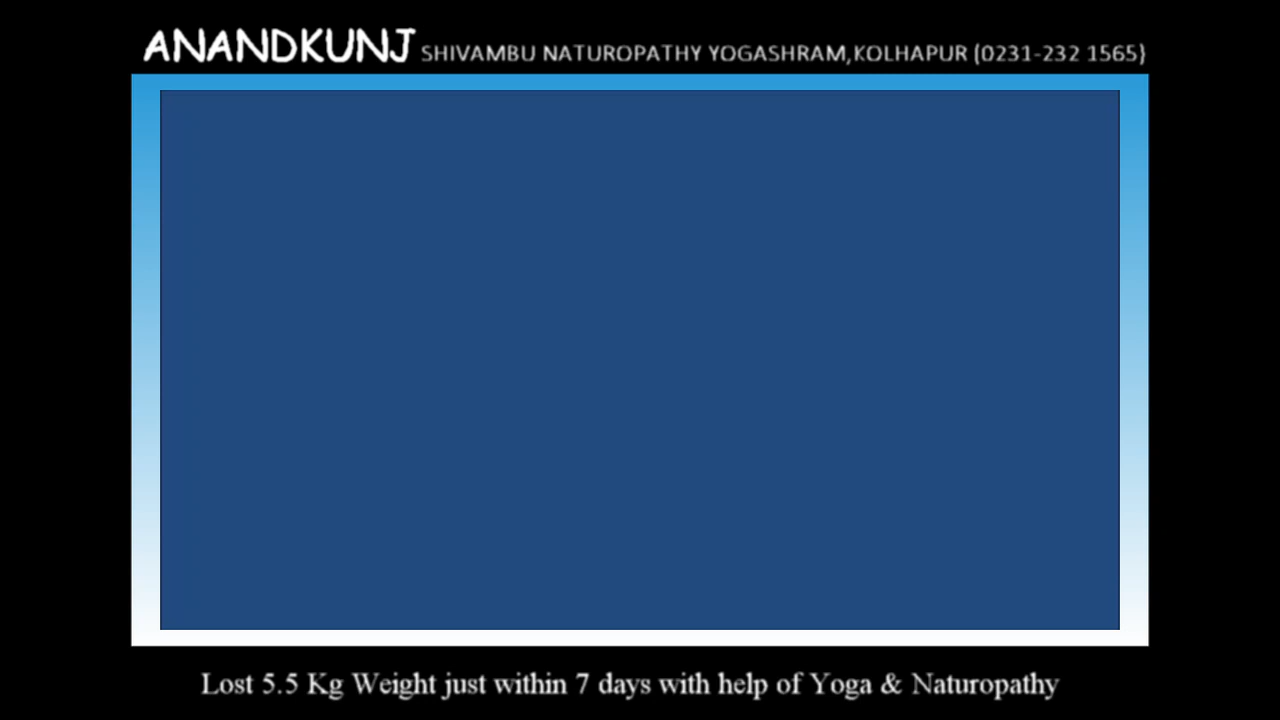 ANANDKUNJ SHIVAMBU NATUROPATHY YOGASHRAM,KOLHAPUR (0231-232 1565)
Lost 5.5 Kg Weight just within 7 days with help of Yoga & Naturopathy